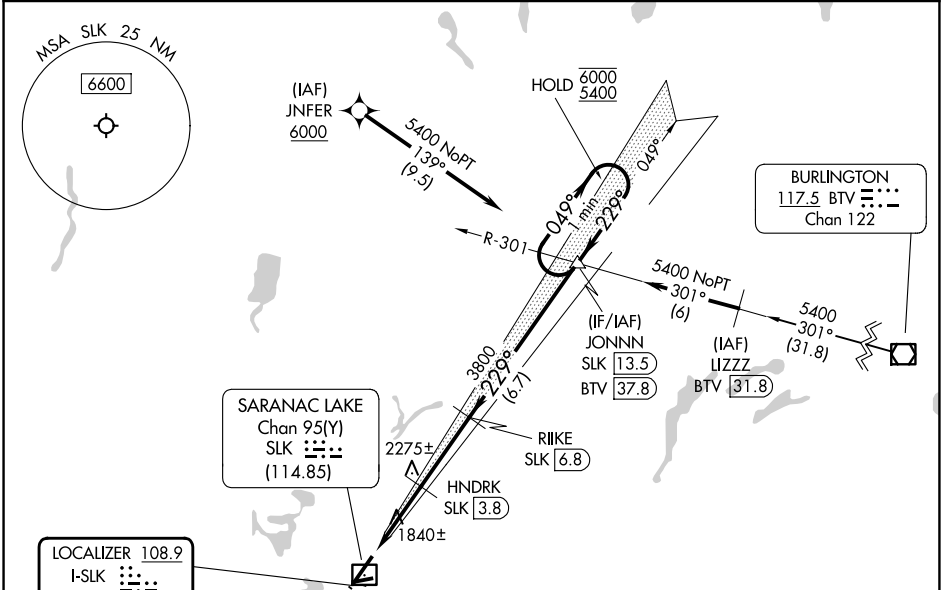 MSA SLK 25 NM
6600
(IAF)
JNFER
6000
5400 NoPT
139°
(9.5)
HOLD
6000
5400
049°
1 min
229°
049°
R-301
BURLINGTON
117.5 BTV
Chan 122
5400 NoPT
301°
(6)
5400
301°
(31.8)
(IF/IAF)
JONNN
SLK 13.5
BTV 37.8
(IAF)
LIZZZ
BTV 31.8
3800
229°
(6.7)
SARANAC LAKE
Chan 95(Y)
SLK
(114.85)
2275±
RIIKE
SLK 6.8
HNDRK
SLK 3.8
1840±
LOCALIZER 108.9
I-SLK